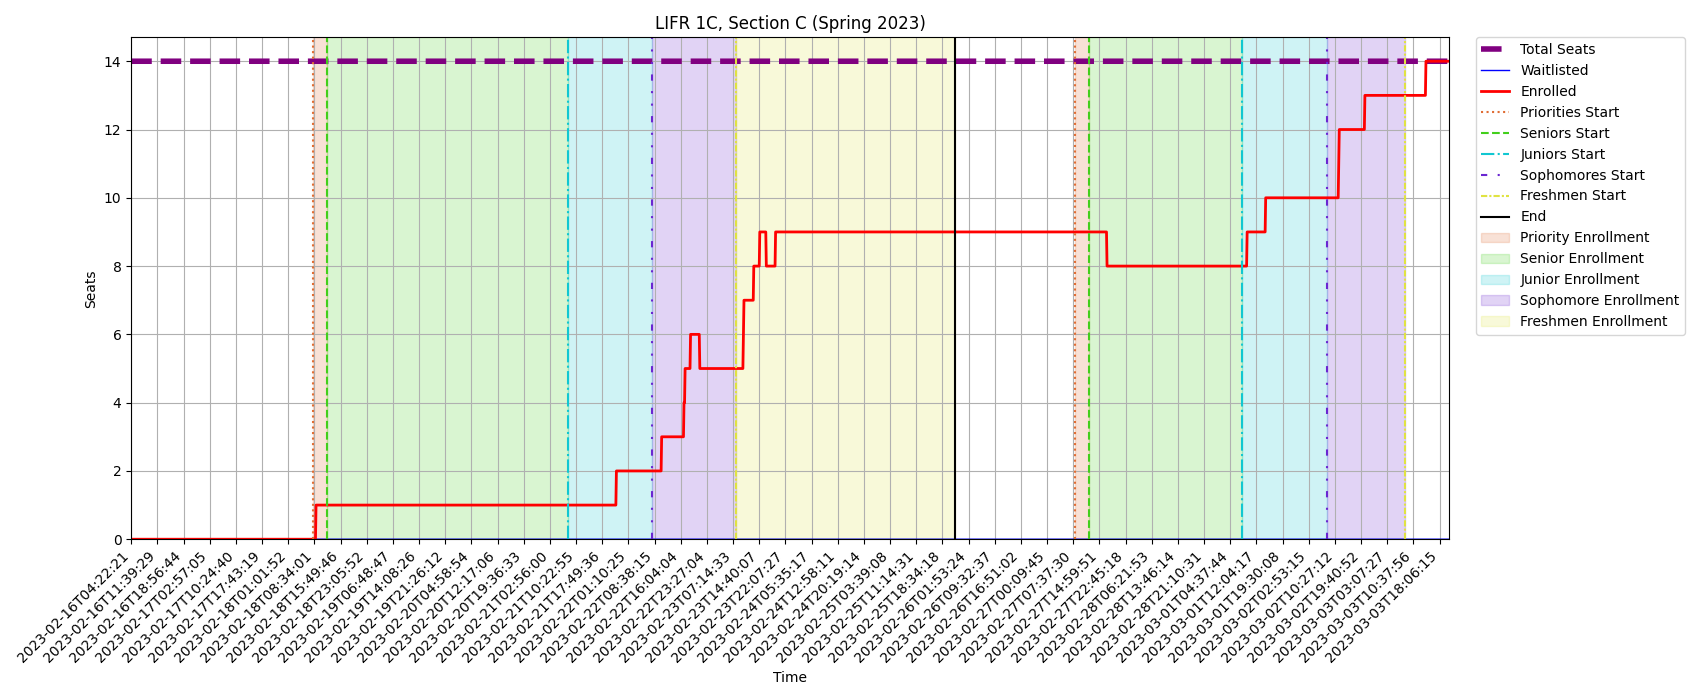 LIFR 1C, Section C (Spring 2023)
Seats
14
12
10
8
6
4
2
0
2023-02-16T04:22:21
2023-02-16T11:39:29
2023-02-16T18:56:44
2023-02-17T02:57:05
2023-02-17T10:24:40
2023-02-17T17:43:19
2023-02-18T01:01:52
2023-02-18T08:34:01
2023-02-18T15:49:46
2023-02-18T23:05:52
2023-02-19T06:48:47
2023-02-19T14:08:26
2023-02-19T21:26:12
2023-02-20T04:58:54
2023-02-20T12:17:06
2023-02-20T19:36:33
2023-02-21T02:56:00
2023-02-21T10:22:55
2023-02-21T17:49:36
2023-02-22T01:10:25
2023-02-22T08:38:15
2023-02-22T16:04:04
2023-02-22T23:27:04
2023-02-23T07:14:33
2023-02-23T14:40:07
2023-02-23T22:07:27
2023-02-24T05:35:17
2023-02-24T12:58:11
2023-02-24T20:19:14
2023-02-25T03:39:08
2023-02-25T11:14:31
2023-02-25T18:34:18
2023-02-26T01:53:24
2023-02-26T09:32:37
2023-02-26T16:51:02
2023-02-27T00:09:45
2023-02-27T07:37:30
2023-02-27T14:59:51
2023-02-27T22:45:18
2023-02-28T06:21:53
2023-02-28T13:46:14
2023-02-28T21:10:31
2023-03-01T04:37:44
2023-03-01T12:04:17
2023-03-01T19:30:08
2023-03-02T02:53:15
2023-03-02T10:27:12
2023-03-02T19:40:52
2023-03-03T03:07:27
2023-03-03T10:37:56
2023-03-03T18:06:15
Time
Total Seats
Waitlisted
Enrolled
Priorities Start
Seniors Start
Juniors Start
Sophomores Start
Freshmen Start
End
Priority Enrollment
Senior Enrollment
Junior Enrollment
Sophomore Enrollment
Freshmen Enrollment